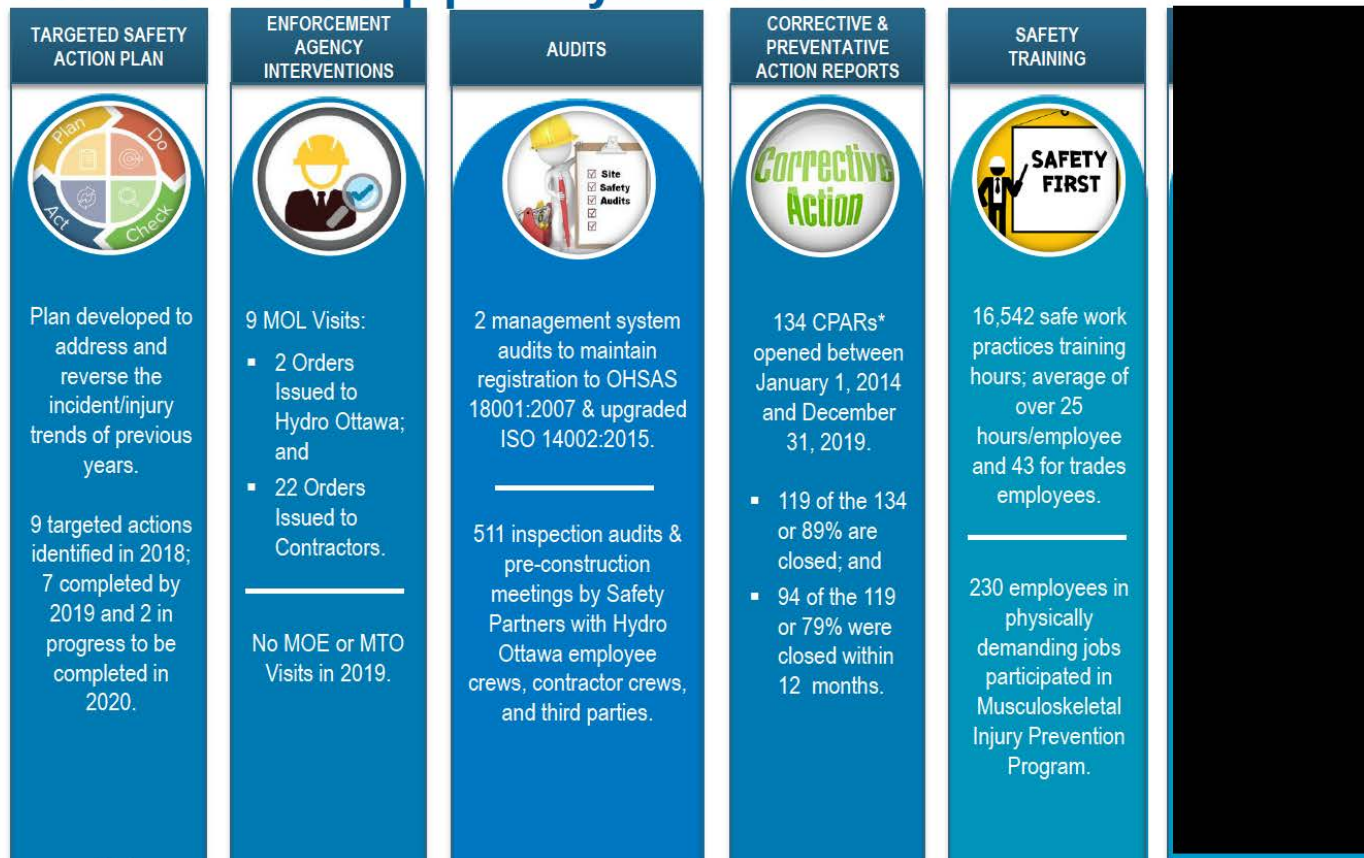 TARGETED SAFETY
ACTION PLAN
Plan
Do
Act
Check
Plan developed to
address and
reverse the
incident/injury
trends of previous
years.
9 targeted actions
identified in 2018;
7 completed by
2019 and 2 in
progress to be
completed in
2020.
ENFORCEMENT
AGENCY
INTERVENTIONS
9 MOL Visits:
▪ 2 Orders
Issued to
Hydro Ottawa;
and
▪ 22 Orders
Issued to
Contractors.
No MOE or MTO
Visits in 2019.
AUDITS
☑ Site
☑ Safety
☑ Audits
☑
☑
2 management system
audits to maintain
registration to OHSAS
18001:2007 & upgraded
ISO 14002:2015.
511 inspection audits &
pre-construction
meetings by Safety
Partners with Hydro
Ottawa employee
crews, contractor crews,
and third parties.
CORRECTIVE &
PREVENTATIVE
ACTION REPORTS
Corrective
Action
134 CPARs*
opened between
January 1, 2014
and December
31, 2019.
▪ 119 of the 134
or 89% are
closed; and
▪ 94 of the 119
or 79% were
closed within
12 months.
SAFETY
TRAINING
SAFETY
FIRST
16,542 safe work
practices training
hours; average of
over 25
hours/employee
and 43 for trades
employees.
230 employees in
physically
demanding jobs
participated in
Musculoskeletal
Injury Prevention
Program.